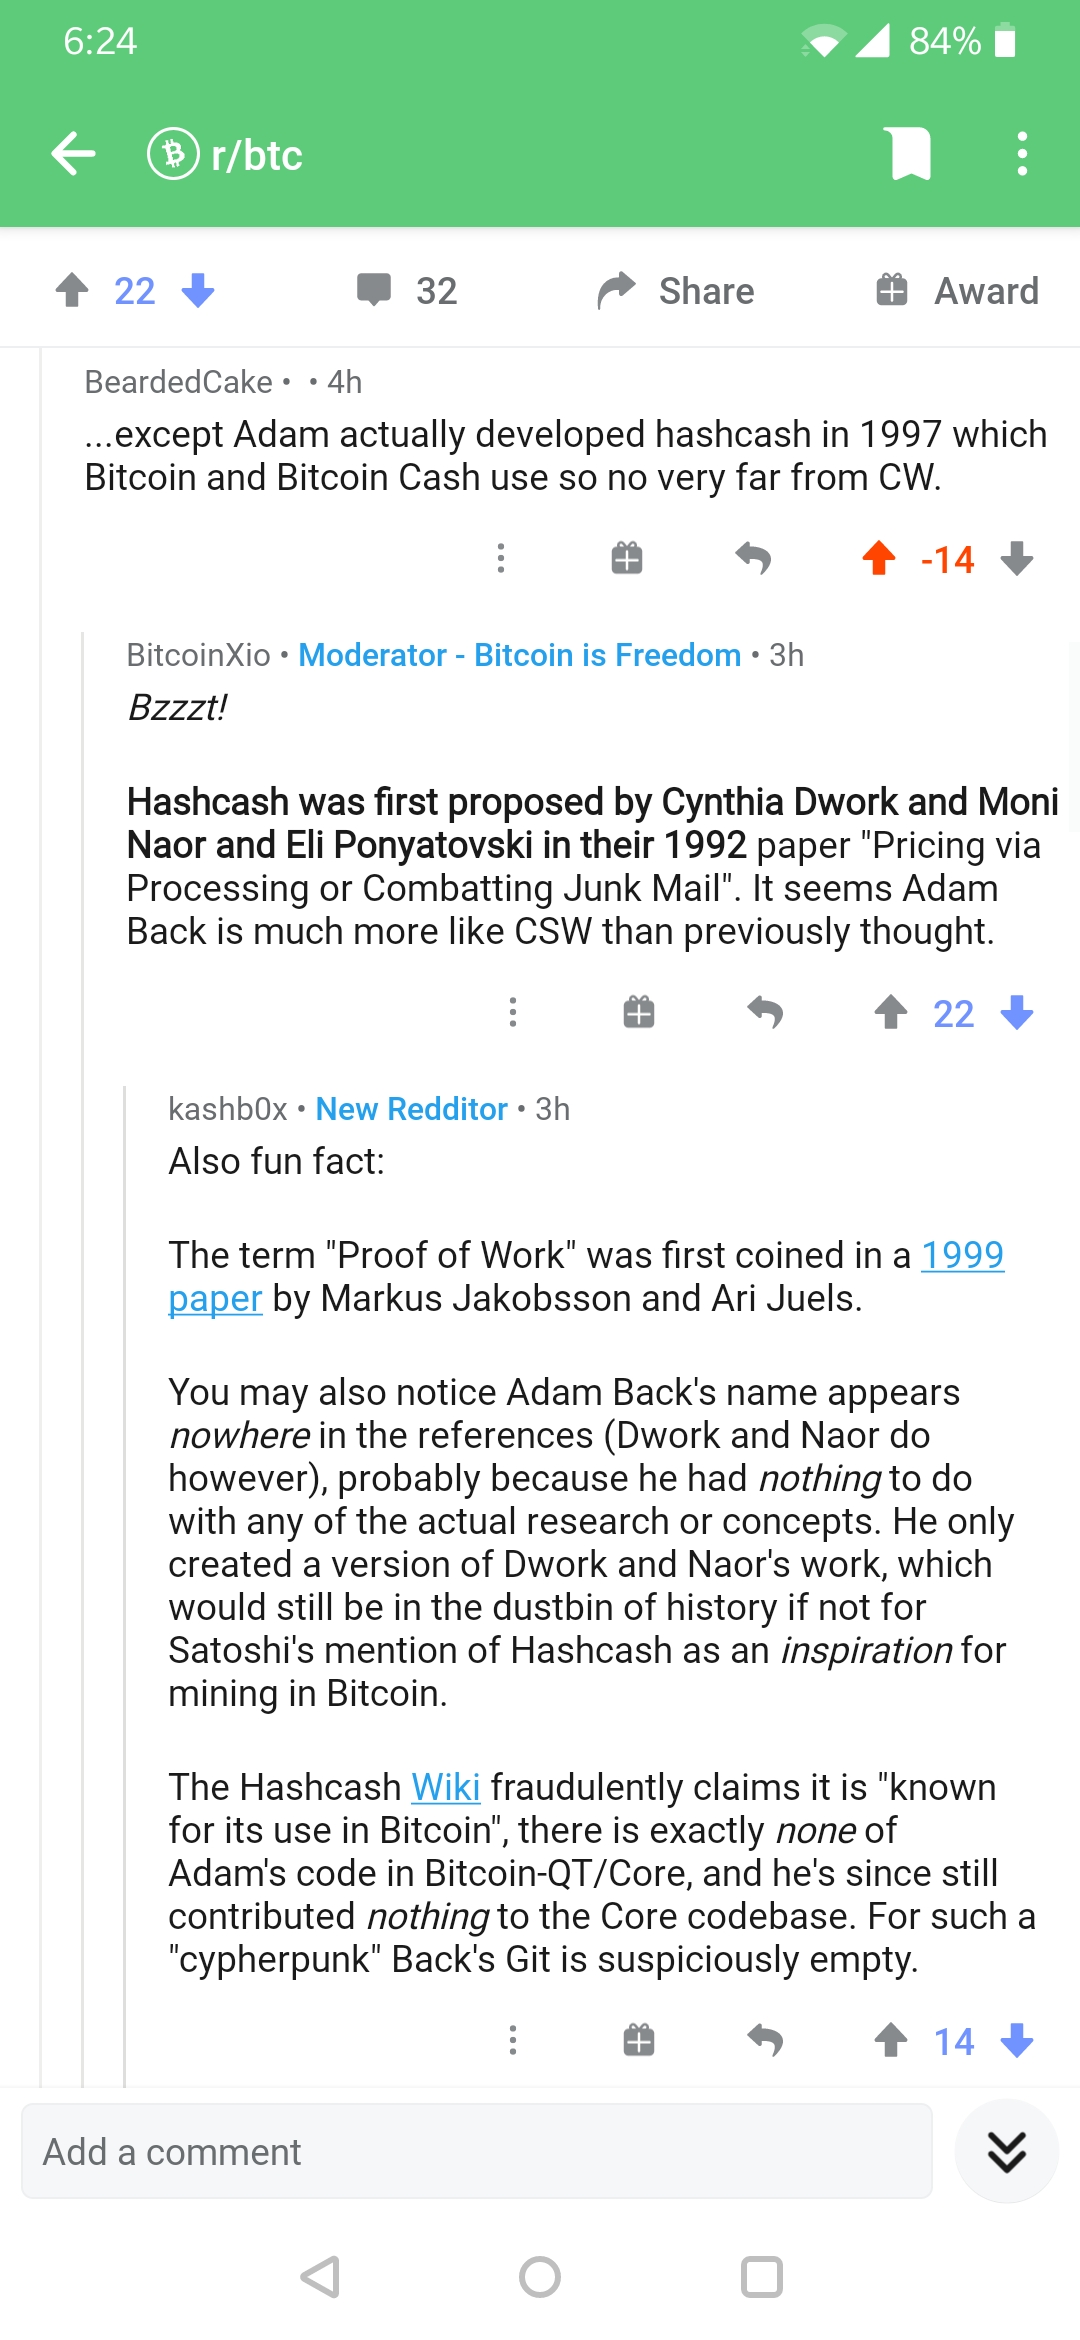 6:24
84%
r/btc
22
32
Share
Award
BeardedCake • • 4h
...except Adam actually developed hashcash in 1997 which
Bitcoin and Bitcoin Cash use so no very far from CW.
-14
BitcoinXio • Moderator - Bitcoin is Freedom • 3h
Bzzzt!
Hashcash was first proposed by Cynthia Dwork and Moni
Naor and Eli Ponyatovski in their 1992 paper "Pricing via
Processing or Combatting Junk Mail". It seems Adam
Back is much more like CSW than previously thought.
22
kashb0x • New Redditor • 3h
Also fun fact:
The term "Proof of Work" was first coined in a 1999
paper by Markus Jakobsson and Ari Juels.
You may also notice Adam Back's name appears
nowhere in the references (Dwork and Naor do
however), probably because he had nothing to do
with any of the actual research or concepts. He only
created a version of Dwork and Naor's work, which
would still be in the dustbin of history if not for
Satoshi's mention of Hashcash as an inspiration for
mining in Bitcoin.
The Hashcash Wiki fraudulently claims it is "known
for its use in Bitcoin", there is exactly none of
Adam's code in Bitcoin-QT/Core, and he's since still
contributed nothing to the Core codebase. For such a
"cypherpunk" Back's Git is suspiciously empty.
14
Add a comment